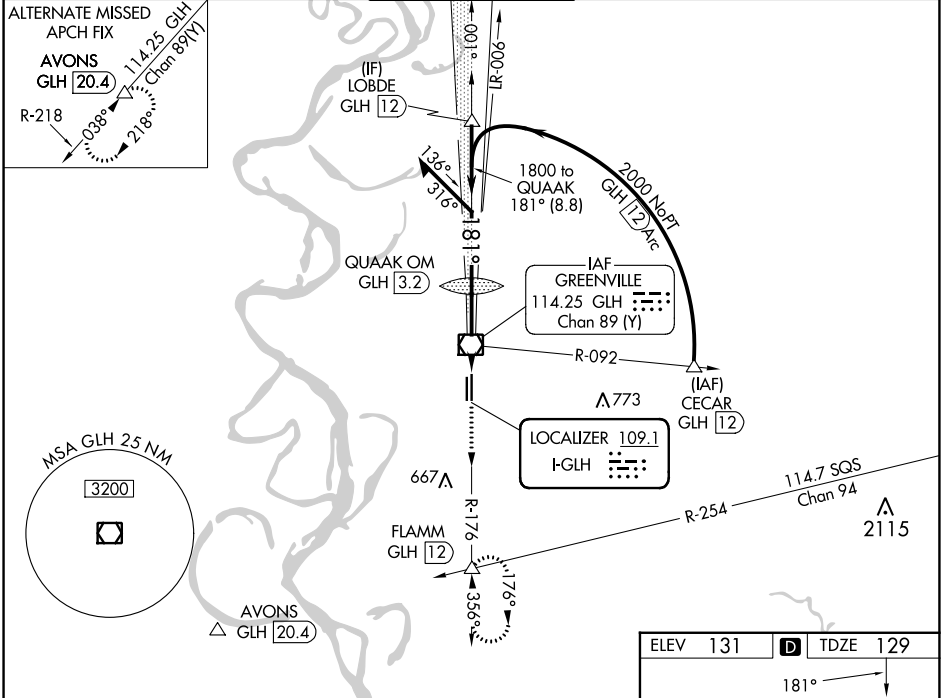 ALTERNATE MISSED
APCH FIX
AVONS
GLH 20.4
114.25 GLH
Chan 89(Y)
R-218
038°
218°
001°
LR-006
(IF)
LOBDE
GLH 12
136°
316°
1800 to
QUAAK
181° (8.8)
2000 NoPT
GLH 12 Arc
181°
QUAAK OM
GLH 3.2
IAF
GREENVILLE
114.25 GLH
Chan 89 (Y)
R-092
(IAF)
CECAR
GLH 12
773
LOCALIZER 109.1
I-GLH
MSA GLH 25 NM
3200
667
R-176
114.7 SQS
Chan 94
R-254
2115
FLAMM
GLH 12
176°
356°
AVONS
GLH 20.4
ELEV 131 D TDZE 129
181°